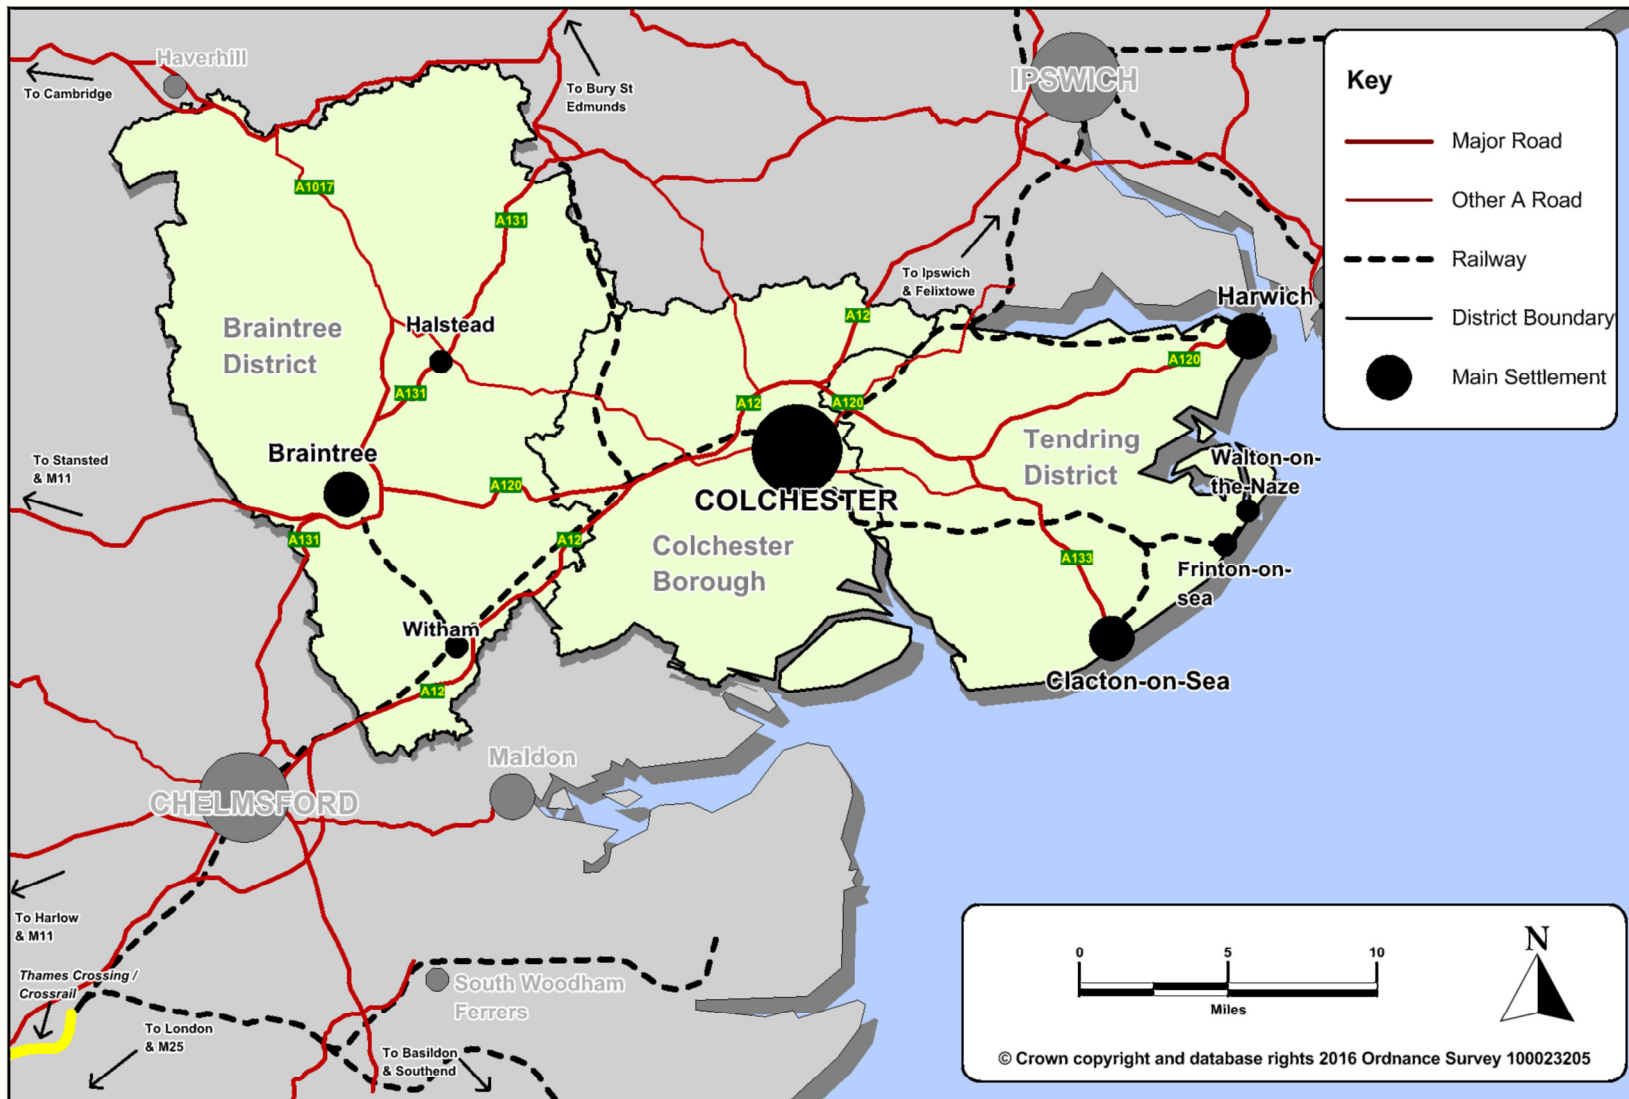 Haverhill
To Cambridge
To Bury St
Edmunds
IPSWICH
Key
Major Road
Other A Road
Railway
District Boundary
Main Settlement
A1017
A131
To Ipswich
& Felixtowe
Harwich
A12
Braintree
District
Halstead
A120
A131
A12
A120
Tendring
District
Braintree
To Stansted
& M11
Walton-on-
the-Naze
A120
COLCHESTER
A131
A12
Colchester
Borough
A133
Frinton-on-
sea
Witham
A12
Clacton-on-Sea
Maldon
CHELMSFORD
To Harlow
& M11
Thames Crossing /
Crossrail
South Woodham
Ferrers
To London
& M25
To Basildon
& Southend
0 5 10
Miles
N
© Crown copyright and database rights 2016 Ordnance Survey 100023205